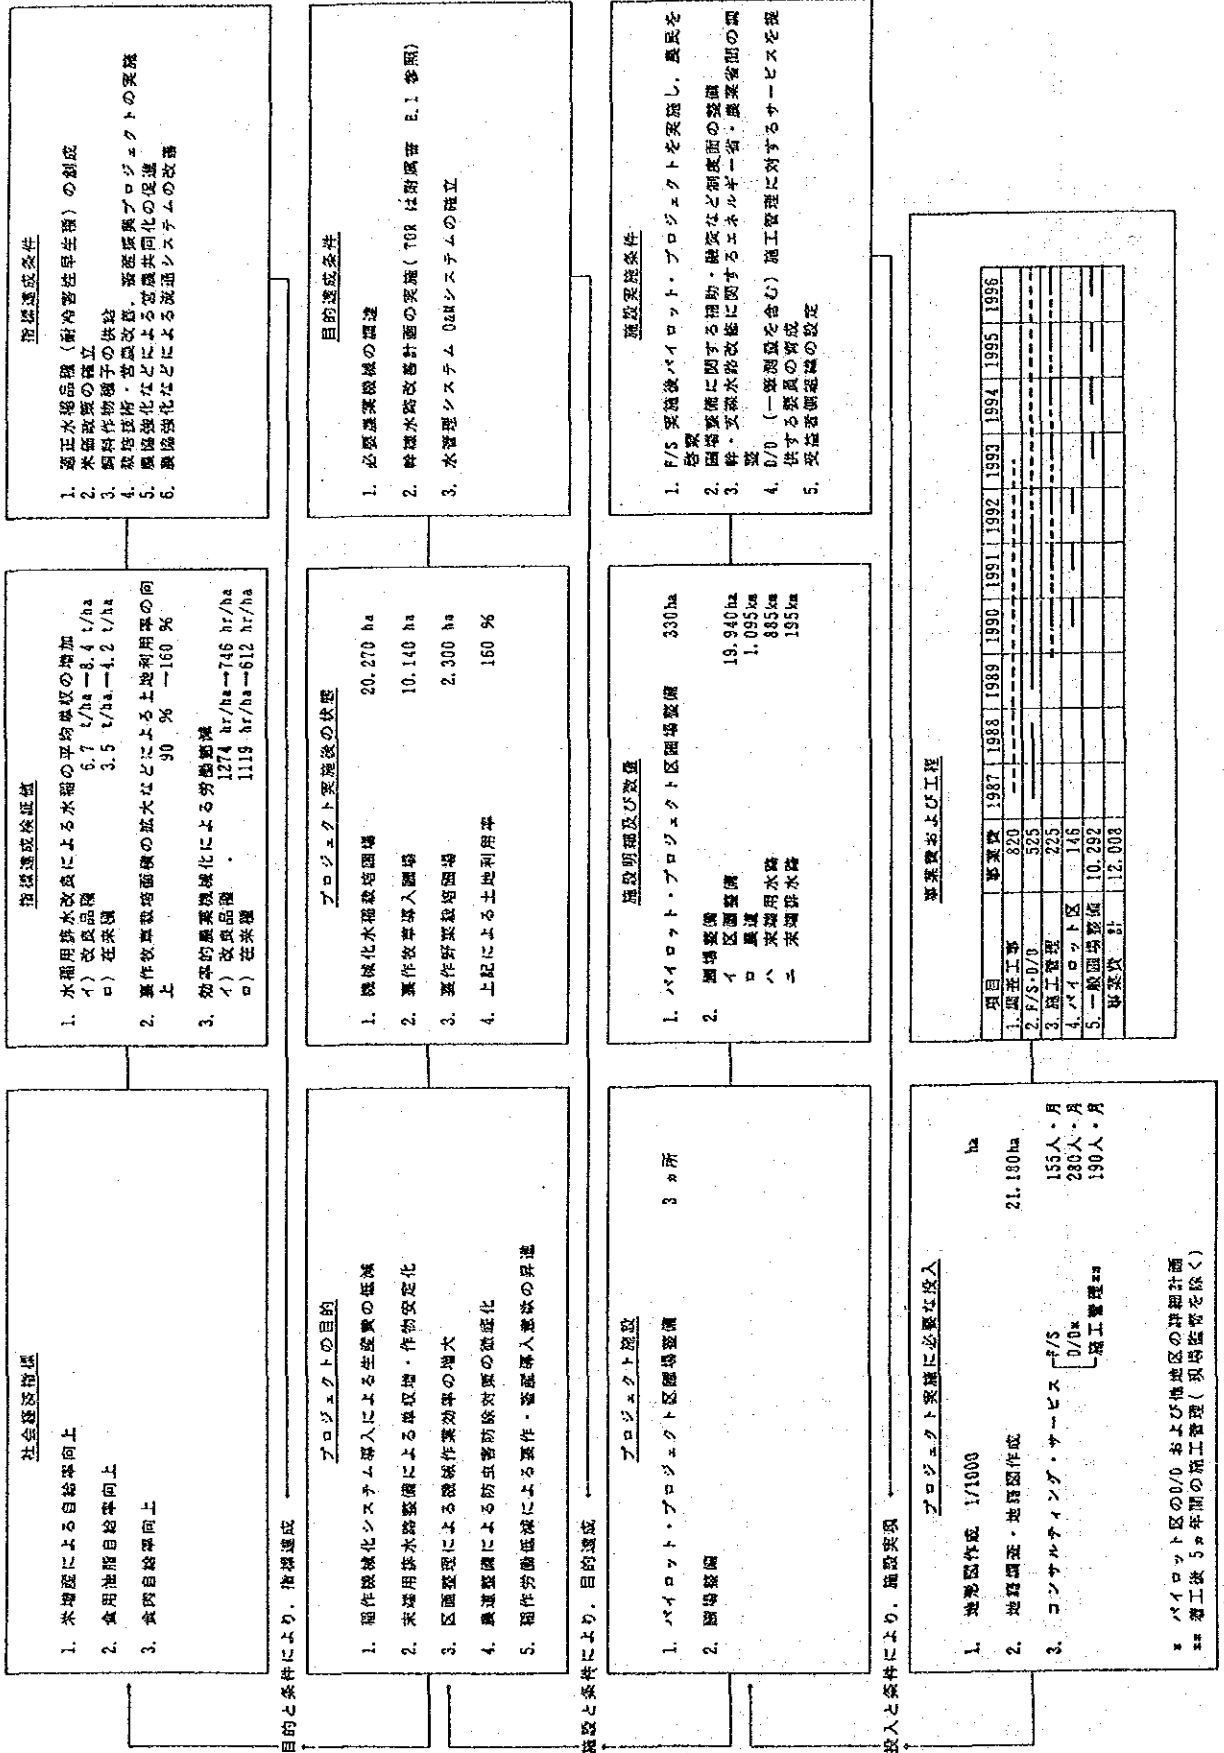 社会経済指標
1. 米増産による自給率向上
2. 食用油脂自給率向上
3. 食肉自給率向上
指標達成検証値
1. 水稲用排水改良による水稲の平均単収の増加
イ) 改良品種 6.7 t/ha→8.4 t/ha
ロ) 在来種 3.5 t/ha→4.2 t/ha
2. 裏作牧草栽培面積の拡大などによる土地利用率の向
上 90 % →160 %
3. 効率的農業機械化による労働節減
イ) 改良品種 1274 hr/ha→746 hr/ha
ロ) 在来種 1119 hr/ha→612 hr/ha
指標達成条件
1. 適正水稲品種(耐冷害性早生種)の創成
2. 米価政策の確立
3. 飼料作物種子の供給
4. 栽培技術・営農改善、畜産振興プロジェクトの実施
5. 農協強化などによる営農共同化の促進
6. 農協強化などによる流通システムの改善
目的と条件により、指標達成
プロジェクトの目的
1. 稲作機械化システム導入による生産費の低減
2. 末端用排水路整備による単収増・作物安定化
3. 区画整理による機械作業効率の増大
4. 農道整備による防虫害防除対策の徹底化
5. 稲作労働低減による裏作・畜産導入意欲の昇進
プロジェクト実施後の状態
1. 機械化水稲栽培圃場 20.270 ha
2. 裏作牧草導入圃場 10.140 ha
3. 裏作野菜栽培圃場 2.300 ha
4. 上記による土地利用率 160 %
目的達成条件
1. 必要農業機械の調達
2. 幹線水路改善計画の実施(TOR は附属書 E.1 参照)
3. 水管理システム O&Mシステムの確立
施設と条件により、目的達成
プロジェクト施設
1. パイロット・プロジェクト区圃場整備 3 ヵ所
2. 圃場整備
施設明細及び数量
1. パイロット・プロジェクト区圃場整備 330ha
2. 圃場整備
イ 区画整備 19.940ha
ロ 農道 1.095km
ハ 末端用水路 885km
ニ 末端排水路 195km
施設実施条件
1. F/S 実施後パイロット・プロジェクトを実施し、農民を
啓蒙
2. 圃場整備に関する補助・融資など制度面の整備
3. 幹・支線水路改修に関するエネルギー省・農業省間の調
整
4. D/D (一筆測量を含む)施工管理に対するサービスを提
供する要員の育成
5. 受益者側組織の設定
投入と条件により、施設実現
プロジェクト実施に必要な投入
1. 地形図作成 1/1000 ha
2. 地籍調査・地籍図作成 21.180ha
3. コンサルティング・サービス F/S 155人・月
D/D* 280人・月
施工管理** 190人・月
* パイロット区のD/D および他地区の詳細計画
** 着工後 5ヵ年間の施工管理(現場監督を除く)
事業費および工程
項目 事業費 1987 1988 1989 1990 1991 1992 1993 1994 1995 1996
1. 調査工事 820
2. F/S・D/D 525
3. 施工管理 225
4. パイロット区 146
5. 一般圃場整備 10.292
事業費 計 12.008